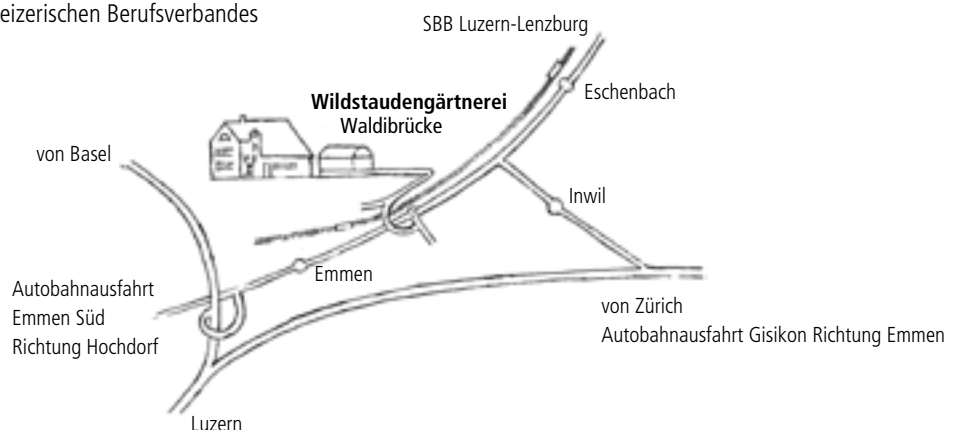 SBB Luzern-Lenzburg
Eschenbach
Wildstaudengärtnerei
Waldibrücke
von Basel
Inwil
Emmen
Autobahnausfahrt
Emmen Süd
Richtung Hochdorf
von Zürich
Autobahnausfahrt Gisikon Richtung Emmen
Luzern
Berufsverbandes